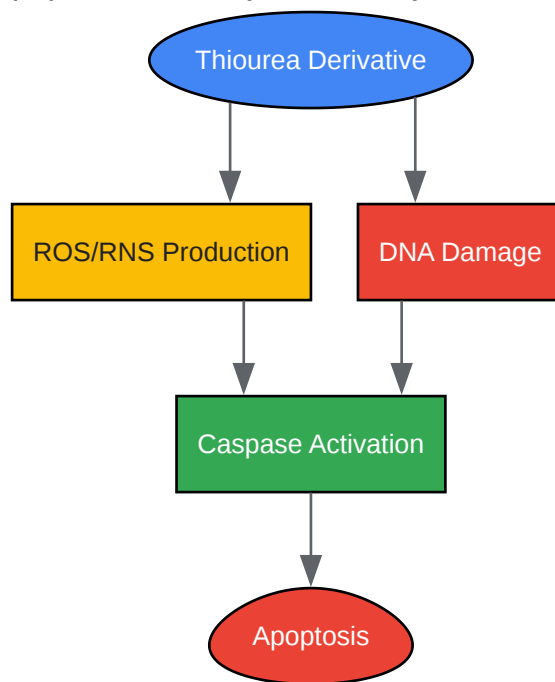 Thiourea Derivative
ROS/RNS Production
DNA Damage
Caspase Activation
Apoptosis